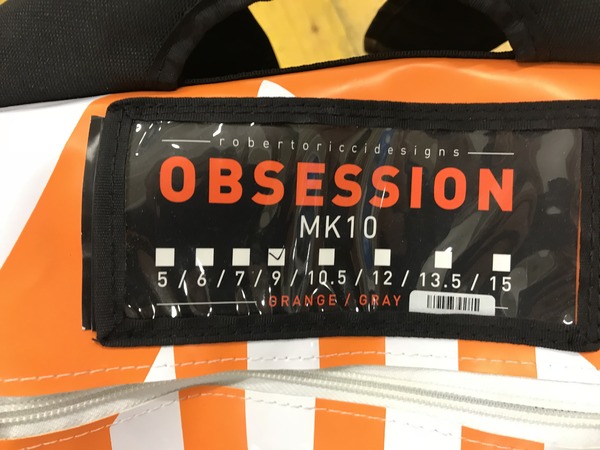 robertoriccidesigns
OBSESSION
MK10
5 / 6 / 7 / 9 / 10.5 / 12 / 13.5 / 15
ORANGE / GRAY